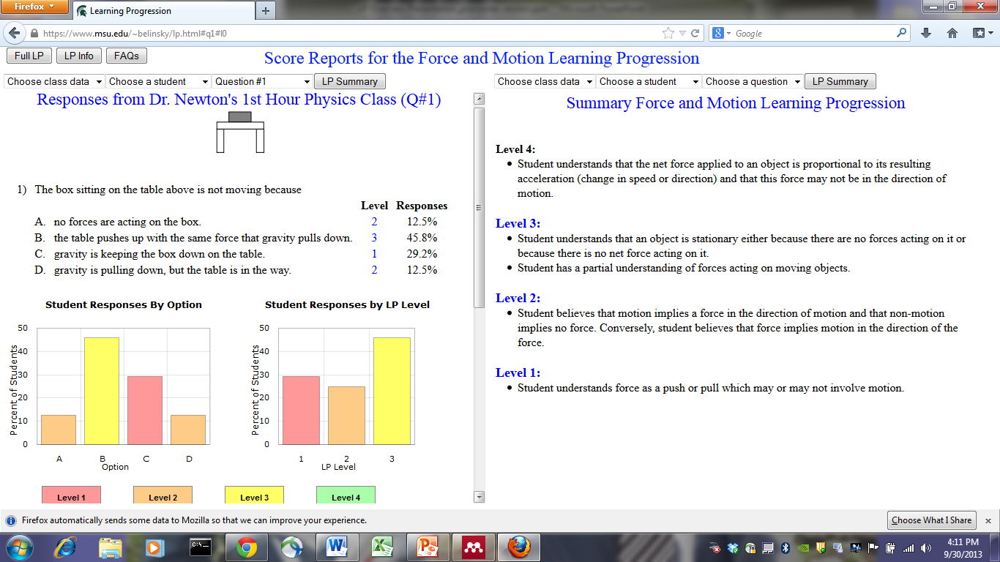 Firefox
Learning Progression
https://www.msu.edu/~belinsky/lp.html#q1#l0
Google
Full LP LP Info FAQs
Score Reports for the Force and Motion Learning Progression
Choose class data Choose a student Question #1 LP Summary
Choose class data Choose a student Choose a question LP Summary
Responses from Dr. Newton's 1st Hour Physics Class (Q#1)
1) The box sitting on the table above is not moving because
Level Responses
A. no forces are acting on the box. 2 12.5%
B. the table pushes up with the same force that gravity pulls down. 3 45.8%
C. gravity is keeping the box down on the table. 1 29.2%
D. gravity is pulling down, but the table is in the way. 2 12.5%
Student Responses By Option
50
40
30
20
10
0
Percent of Students
A B C D
Option
Student Responses by LP Level
50
40
30
20
10
0
Percent of Students
1 2 3
LP Level
Level 1 Level 2 Level 3 Level 4
Summary Force and Motion Learning Progression
Level 4:
• Student understands that the net force applied to an object is proportional to its resulting
acceleration (change in speed or direction) and that this force may not be in the direction of
motion.
Level 3:
• Student understands that an object is stationary either because there are no forces acting on it or
because there is no net force acting on it.
• Student has a partial understanding of forces acting on moving objects.
Level 2:
• Student believes that motion implies a force in the direction of motion and that non-motion
implies no force. Conversely, student believes that force implies motion in the direction of the
force.
Level 1:
• Student understands force as a push or pull which may or may not involve motion.
Firefox automatically sends some data to Mozilla so that we can improve your experience.
Choose What I Share
4:11 PM
9/30/2013